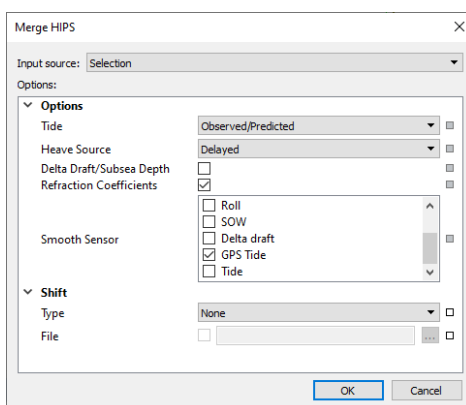 Merge HIPS
Input source: Selection
Options:
Options
Tide Observed/Predicted
Heave Source Delayed
Delta Draft/Subsea Depth
Refraction Coefficients
Smooth Sensor
Roll
SOW
Delta draft
GPS Tide
Tide
Shift
Type None
File ...
OK Cancel